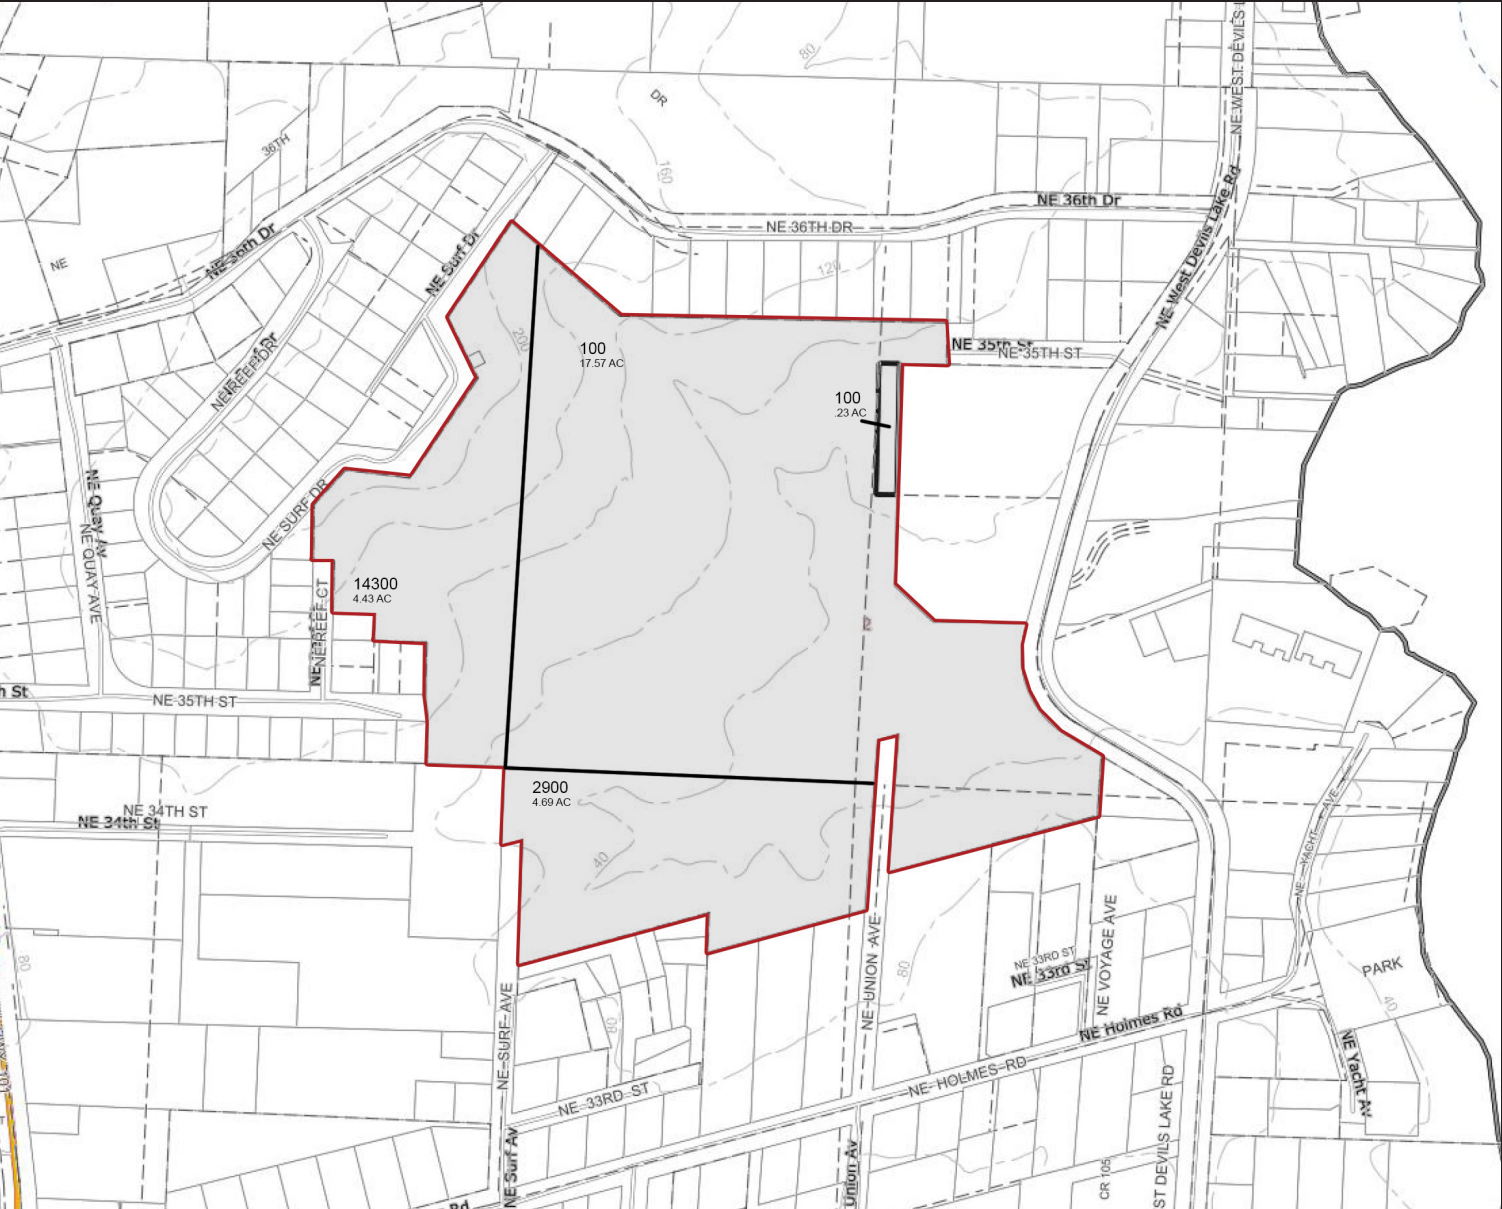 NE WEST DEVILS L
80
DR
36TH
160
NE West Devils Lake Rd
NE 36th Dr
NE 36TH DR
NE 36th Dr
NE Surf Dr
NE
120
200
100
17.57 AC
NE 35th St
NE 35TH ST
NE REEF DR
100
.23 AC
NE Quay Av
NE QUAY AVE
NE SURF DR
14300
4.43 AC
NE REEF CT
2
h St
NE 35TH ST
2900
4.69 AC
NE 34TH ST
NE 34th St
NE YACHT AVE
40
NE UNION AVE
NE VOYAGE AVE
NE 33RD ST
NE 33rd St
80
80
PARK
40
NE SURF AVE
80
NE Holmes Rd
NE HOLMES RD
NE Yacht Av
NE 33RD ST
NE Surf Av
Union Av
CR 105
ST DEVILS LAKE RD
Rd